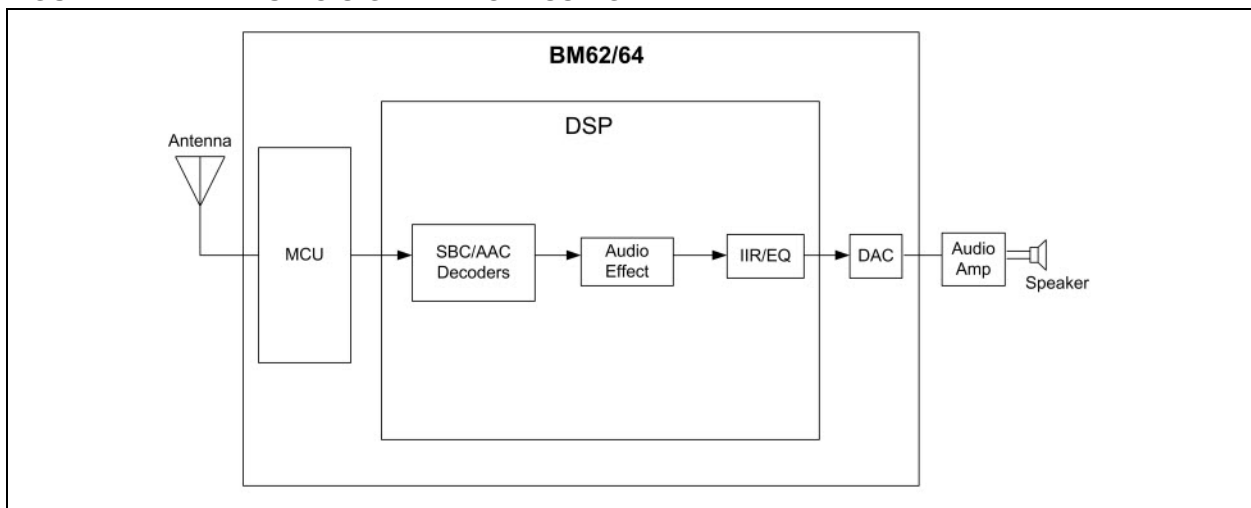 BM62/64
DSP
Antenna
MCU
SBC/AAC
Decoders
Audio
Effect
IIR/EQ
DAC
Audio
Amp
Speaker